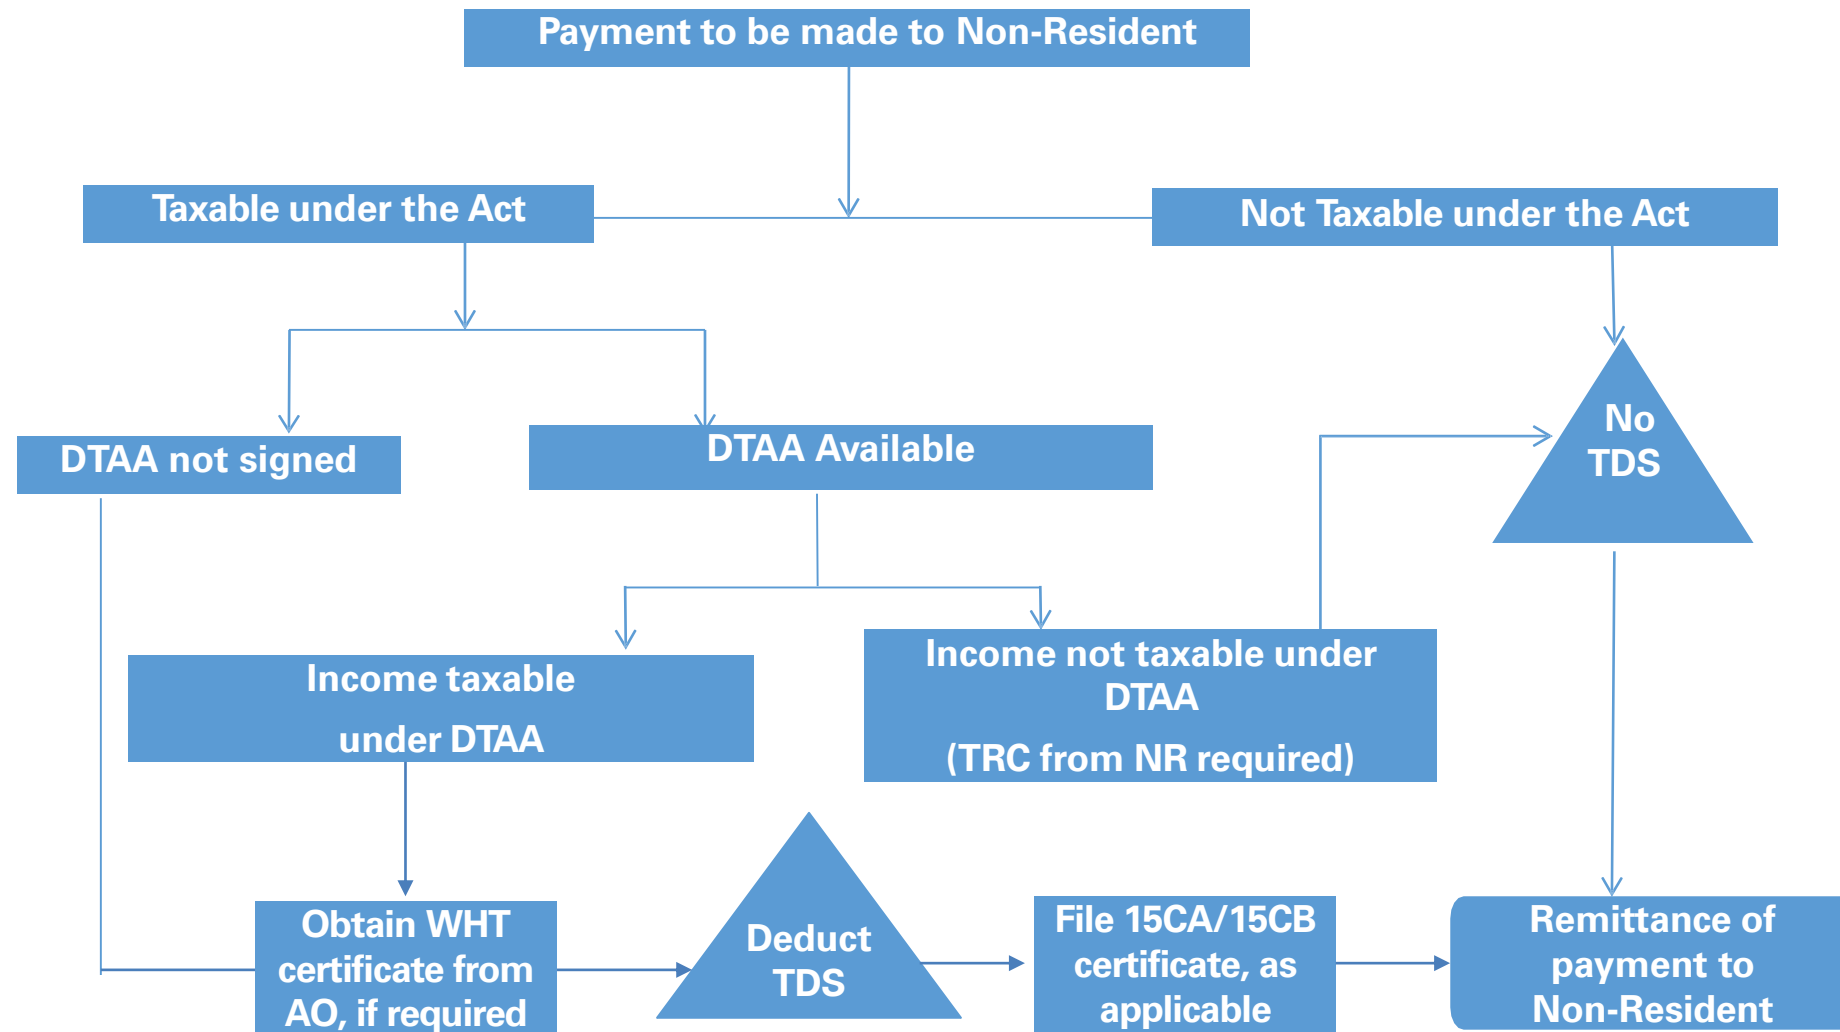 Payment to be made to Non-Resident
Taxable under the Act
Not Taxable under the Act
No
TDS
DTAA not signed
DTAA Available
Income taxable
under DTAA
Income not taxable under
DTAA
(TRC from NR required)
Obtain WHT
certificate from
AO, if required
Deduct
TDS
File 15CA/15CB
certificate, as
applicable
Remittance of
payment to
Non-Resident